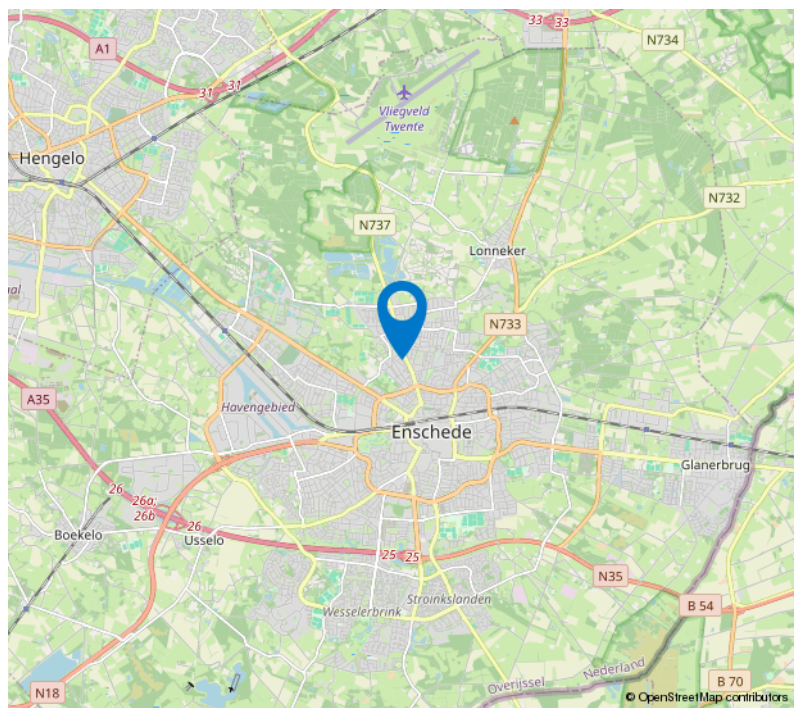 33
33
N734
A1
31
31
Vliegveld
Twente
Hengelo
N732
N737
Lonneker
N733
A35
Havengebied
Enschede
Glanerbrug
26
26a;
26b
26
Boekelo
Usselo
25
25
N35
Stroinkslanden
Wesselerbrink
B 54
Nederland
Overijssel
B 70
N18
© OpenStreetMap contributors